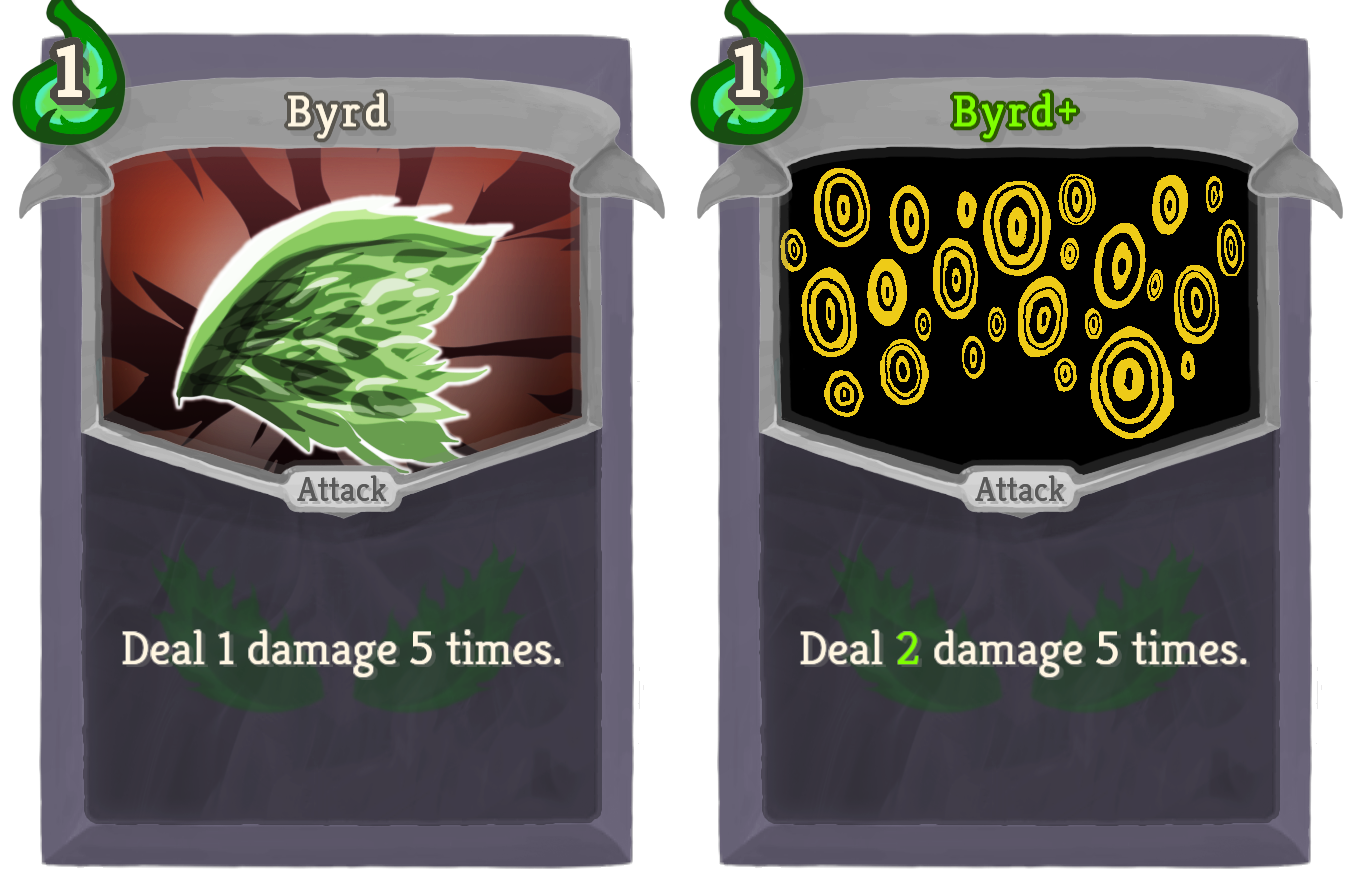 1
Byrd
Attack
Deal 1 damage 5 times.
1
Byrd+
Attack
Deal 2 damage 5 times.